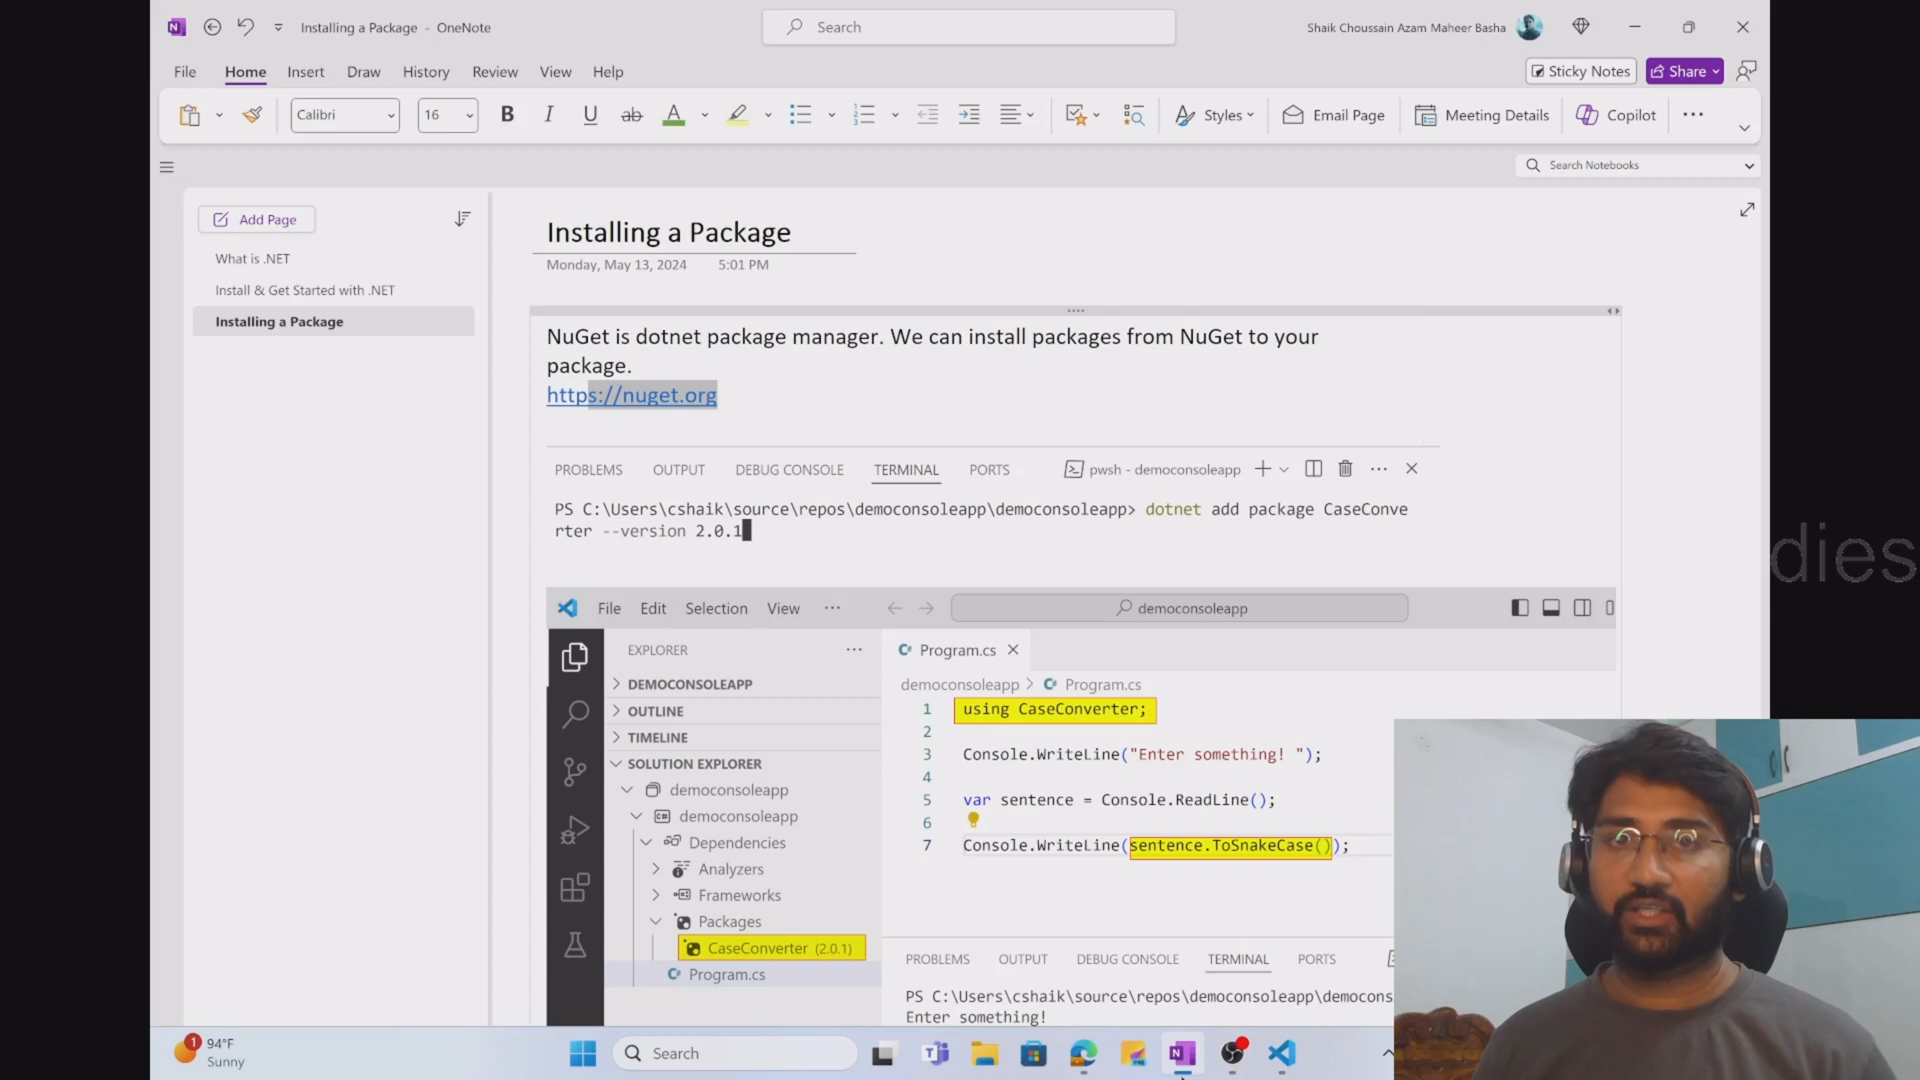 Installing a Package - OneNote
Search
Shaik Choussain Azam Maheer Basha
File Home Insert Draw History Review View Help
Sticky Notes
Share
Calibri
16
B I U ab A
Styles
Email Page
Meeting Details
Copilot
Search Notebooks
Add Page
What is .NET
Install & Get Started with .NET
Installing a Package
Installing a Package
Monday, May 13, 2024 5:01 PM
NuGet is dotnet package manager. We can install packages from NuGet to your
package.
https://nuget.org
PROBLEMS OUTPUT DEBUG CONSOLE TERMINAL PORTS pwsh - democonsoleapp
PS C:\Users\cshaik\source\repos\democonsoleapp\democonsoleapp> dotnet add package CaseConve
rter --version 2.0.1
File Edit Selection View
democonsoleapp
EXPLORER
DEMOCONSOLEAPP
OUTLINE
TIMELINE
SOLUTION EXPLORER
democonsoleapp
democonsoleapp
Dependencies
Analyzers
Frameworks
Packages
CaseConverter (2.0.1)
Program.cs
Program.cs
democonsoleapp > Program.cs
1 using CaseConverter;
2
3 Console.WriteLine("Enter something! ");
4
5 var sentence = Console.ReadLine();
6
7 Console.WriteLine(sentence.ToSnakeCase());
PROBLEMS OUTPUT DEBUG CONSOLE TERMINAL PORTS
PS C:\Users\cshaik\source\repos\democonsoleapp\democons
Enter something!
dies
1
94°F
Sunny
Search